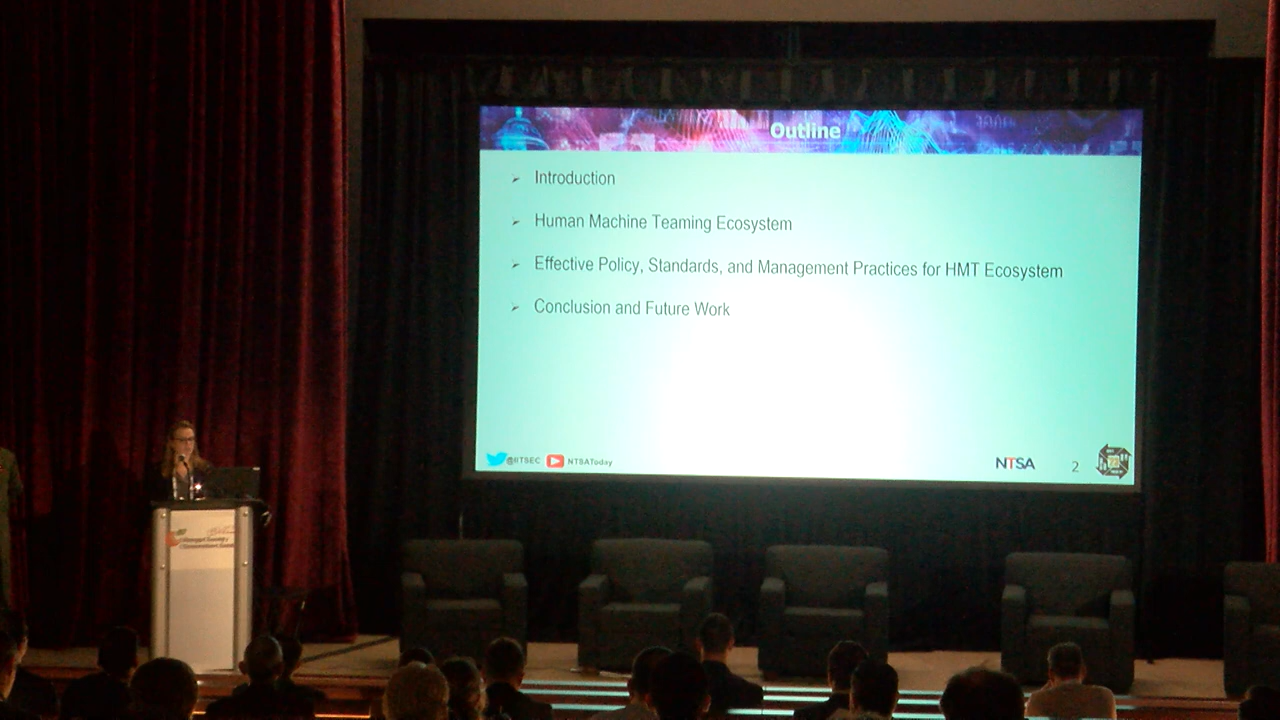 Outline
➢ Introduction
➢ Human Machine Teaming Ecosystem
➢ Effective Policy, Standards, and Management Practices for HMT Ecosystem
➢ Conclusion and Future Work
@IITSEC NTSAToday
NTSA 2